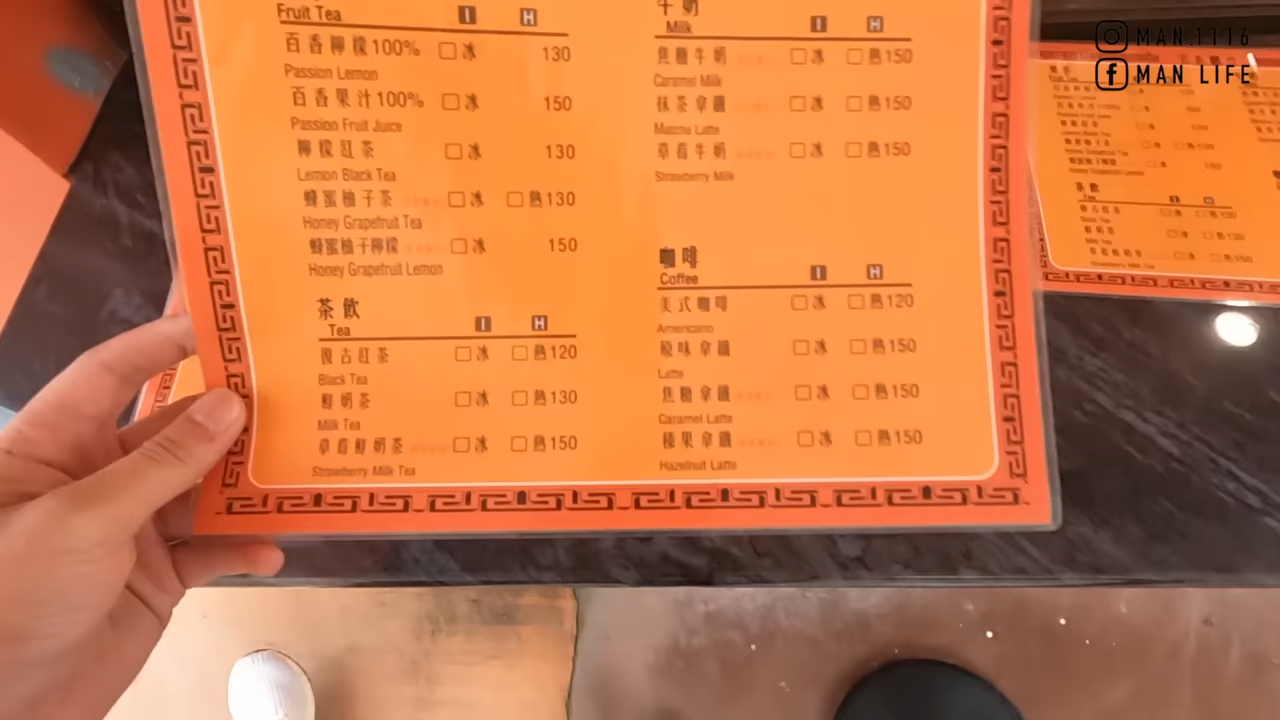 Fruit Tea I H
百香檸檬100% 冰 130
Passion Lemon
百香果汁100% 冰 150
Passion Fruit Juice
檸檬紅茶 冰 130
Lemon Black Tea
蜂蜜柚子茶 冰 熱130
Honey Grapefruit Tea
蜂蜜柚子檸檬 冰 150
Honey Grapefruit Lemon
茶飲
Tea I H
復古紅茶 冰 熱120
Black Tea
鮮奶茶 冰 熱130
Milk Tea
草莓鮮奶茶 冰 熱150
Strawberry Milk Tea
牛奶
Milk I H
焦糖牛奶 冰 熱150
Caramel Milk
抹茶拿鐵 冰 熱150
Matcha Latte
草莓牛奶 冰 熱150
Strawberry Milk
咖啡
Coffee I H
美式咖啡 冰 熱120
Americano
原味拿鐵 冰 熱150
Latte
焦糖拿鐵 冰 熱150
Caramel Latte
榛果拿鐵 冰 熱150
Hazelnut Latte
MAN.1116
MAN LIFE
茶飲
Tea